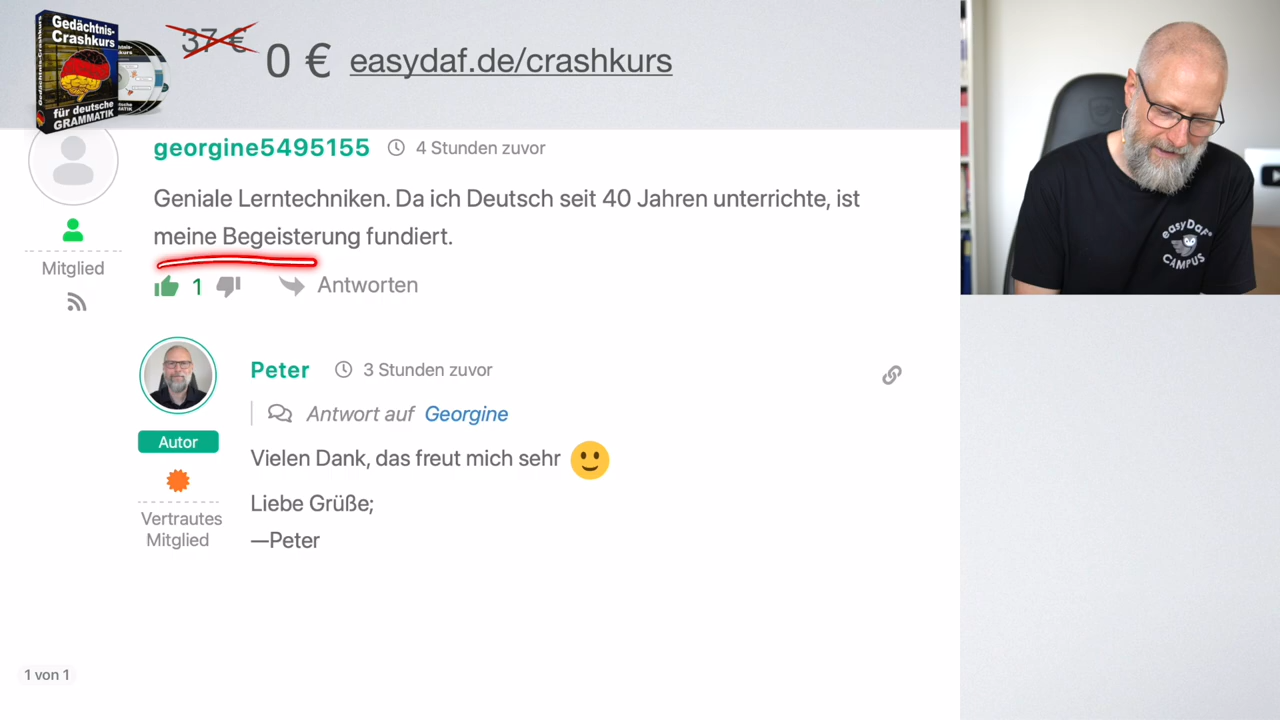 Gedächtnis-
Crashkurs
für deutsche
GRAMMATIK
37 €
0 € easydaf.de/crashkurs
georgine5495155 4 Stunden zuvor
Geniale Lerntechniken. Da ich Deutsch seit 40 Jahren unterrichte, ist
meine Begeisterung fundiert.
Mitglied
1 Antworten
Peter 3 Stunden zuvor
Antwort auf Georgine
Autor
Vielen Dank, das freut mich sehr
Liebe Grüße;
—Peter
Vertrautes
Mitglied
1 von 1
easyDaf®
CAMPUS